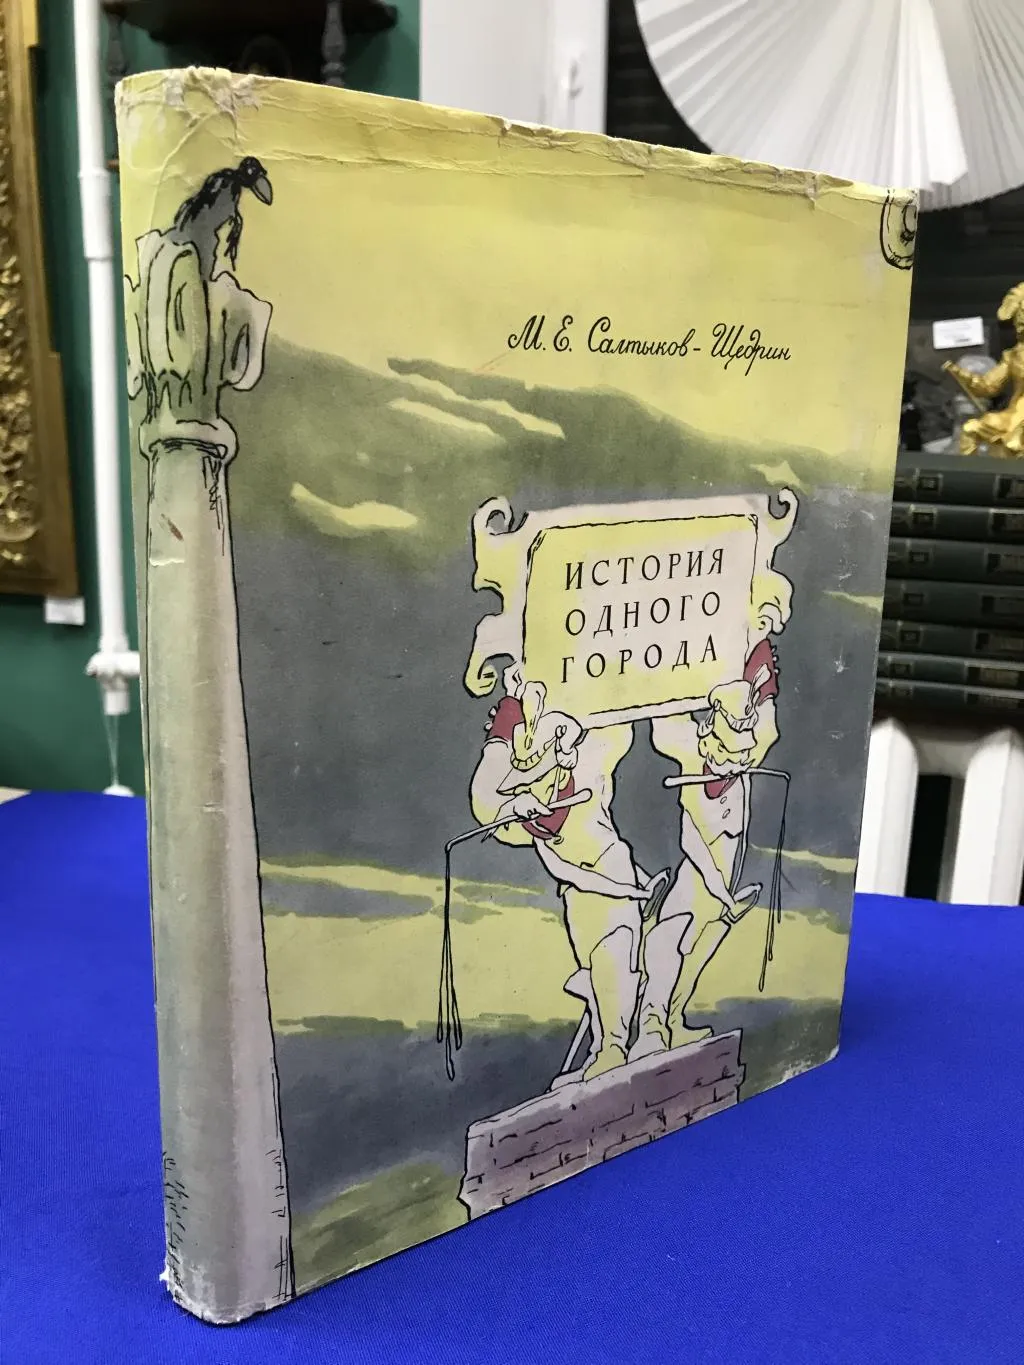 М. Е. Салтыков-Щедрин
ИСТОРИЯ
ОДНОГО
ГОРОДА